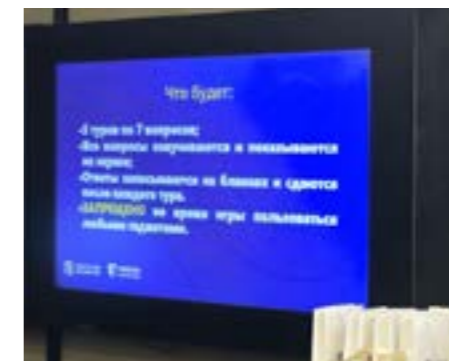 Что будет:
туров по 7 вопросов;
-Все вопросы озвучиваются и показываются
на экране;
-Ответы записываются на бланках и сдаются
после каждого тура.
-ЗАПРЕЩЕНО во время игры пользоваться
любыми гаджетами.